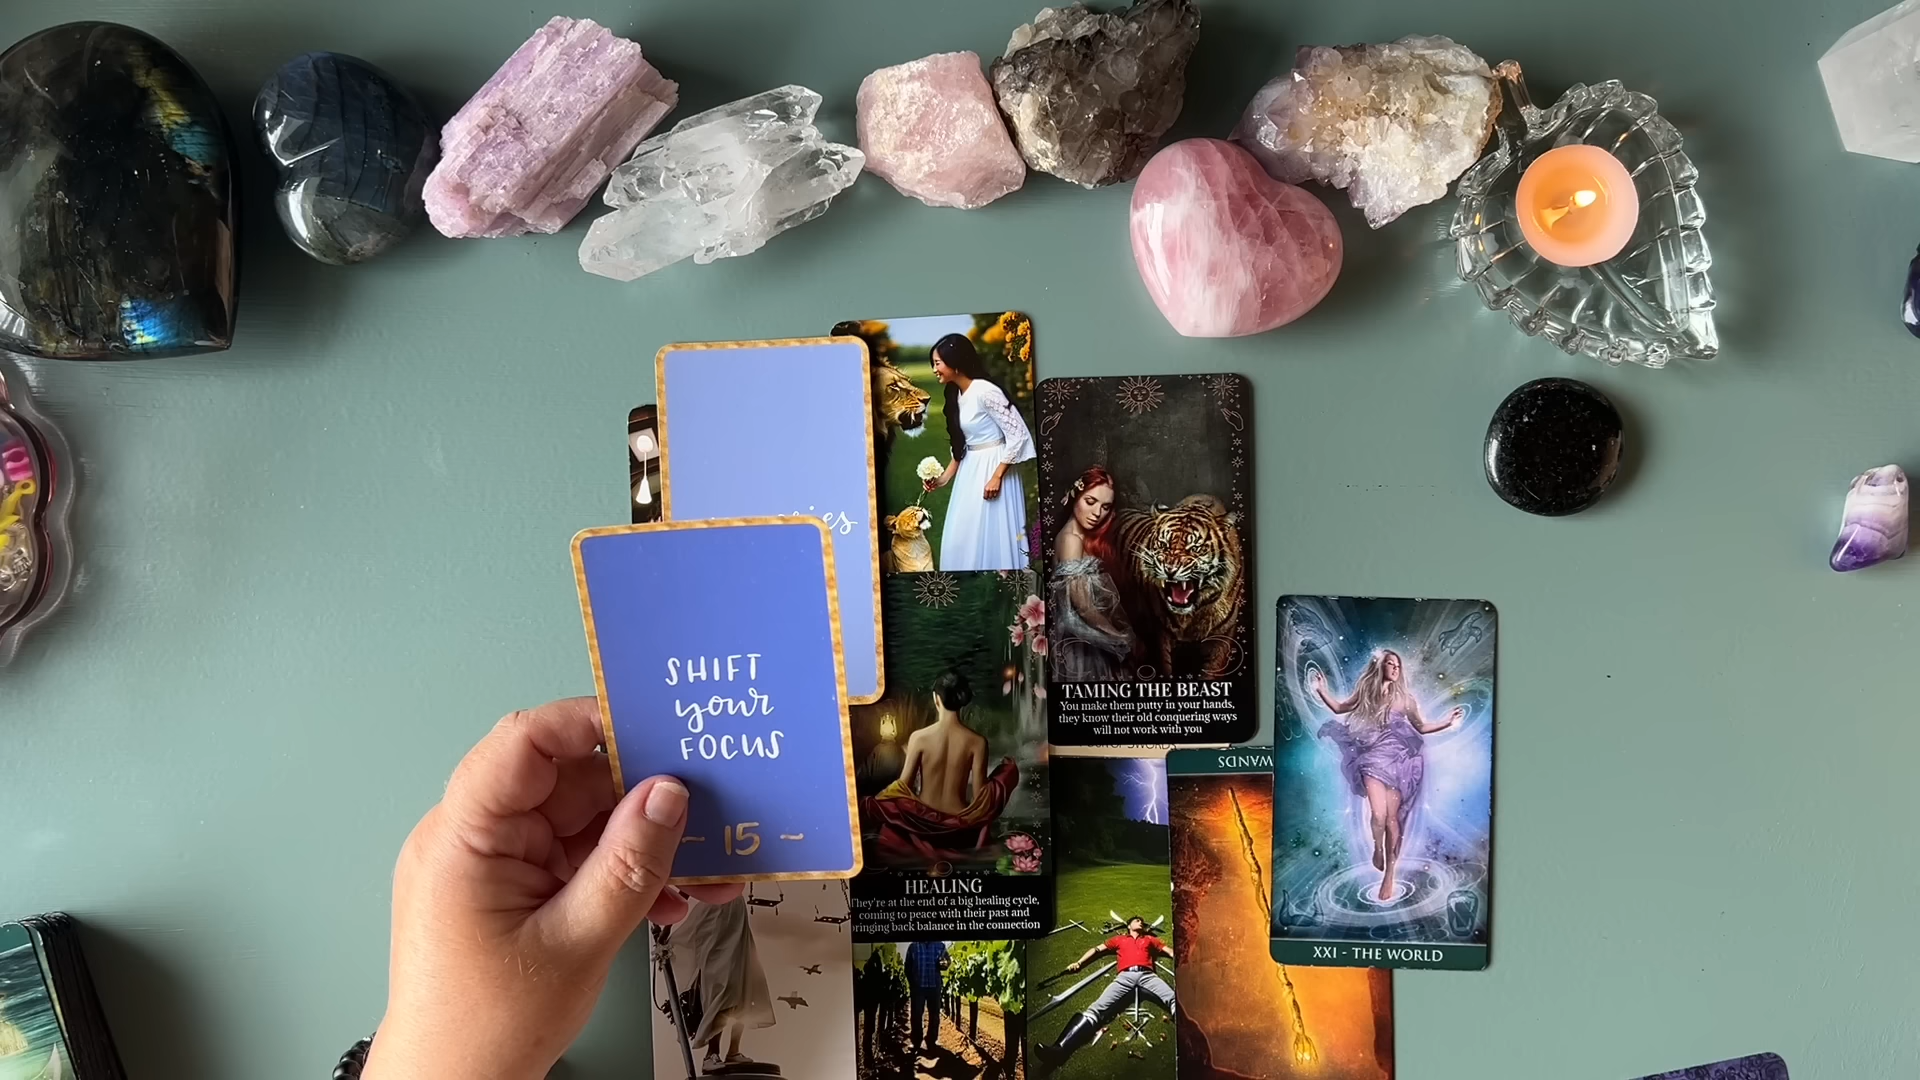 SHIFT
your
FOCUS
~ 15 ~
TAMING THE BEAST
You make them putty in your hands,
they know their old conquering ways
will not work with you
HEALING
They're at the end of a big healing cycle,
coming to peace with their past and
bringing back balance in the connection
WANDS
XXI - THE WORLD